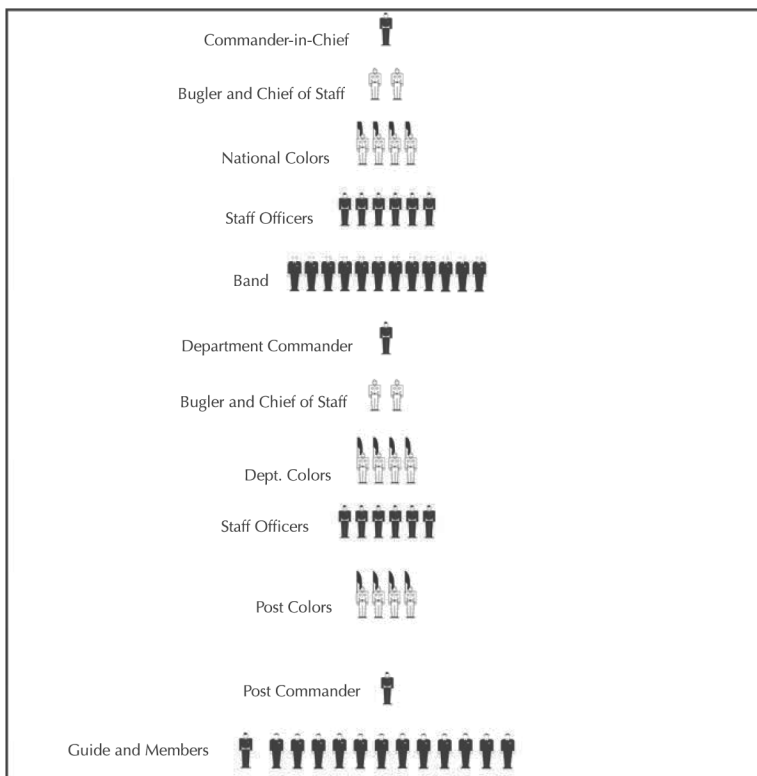 Commander-in-Chief
Bugler and Chief of Staff
National Colors
Staff Officers
Band
Department Commander
Bugler and Chief of Staff
Dept. Colors
Staff Officers
Post Colors
Post Commander
Guide and Members